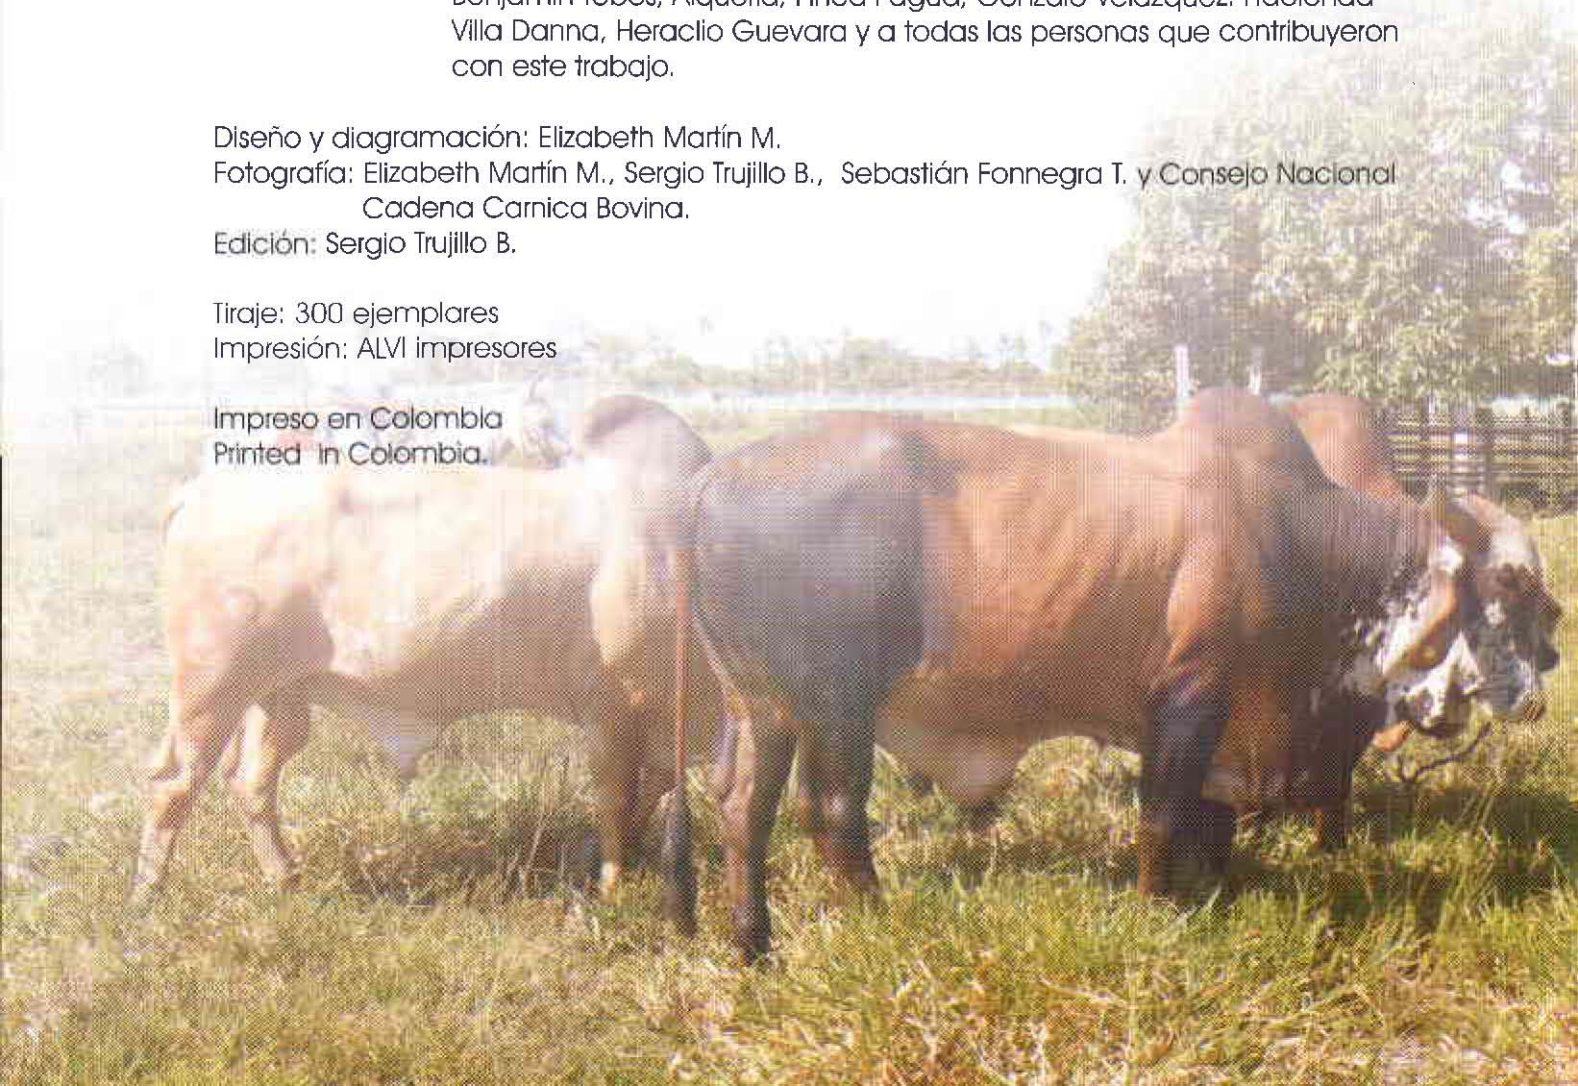 Villa Danna, Heraclio Guevara y a todas las personas que contribuyeron
con este trabajo.
Diseño y diagramación: Elizabeth Martín M.
Fotografía: Elizabeth Martín M., Sergio Trujillo B., Sebastián Fonnegra T. y Consejo Nacional
Cadena Carnica Bovina.
Edición: Sergio Trujillo B.
Tiraje: 300 ejemplares
Impresión: ALVI impresores
Impreso en Colombia
Printed in Colombia.